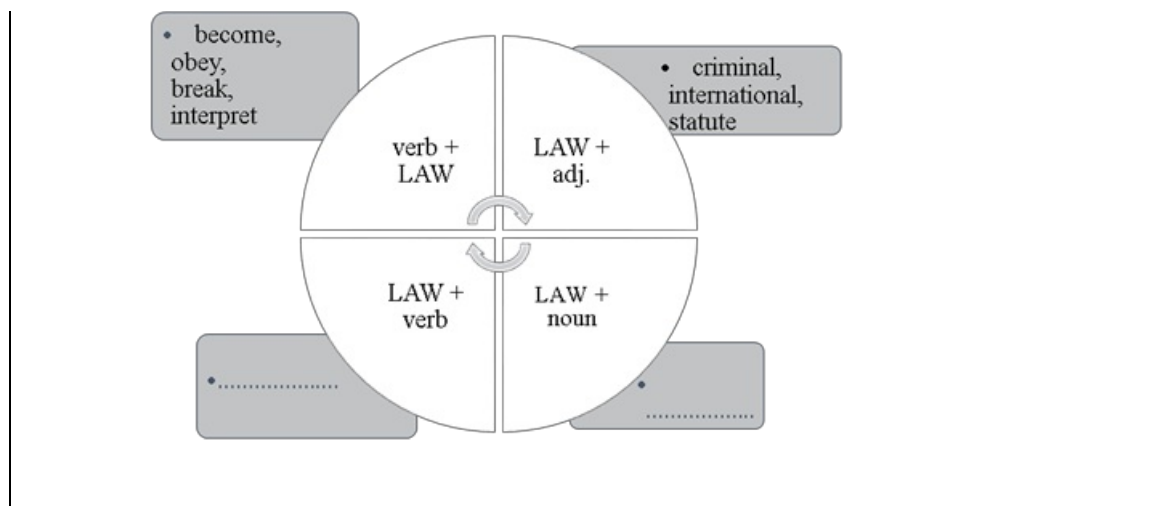 • become,
obey,
break,
interpret
• criminal,
international,
statute
verb +
LAW
LAW +
adj.
LAW +
verb
LAW +
noun
•...................
•
..................